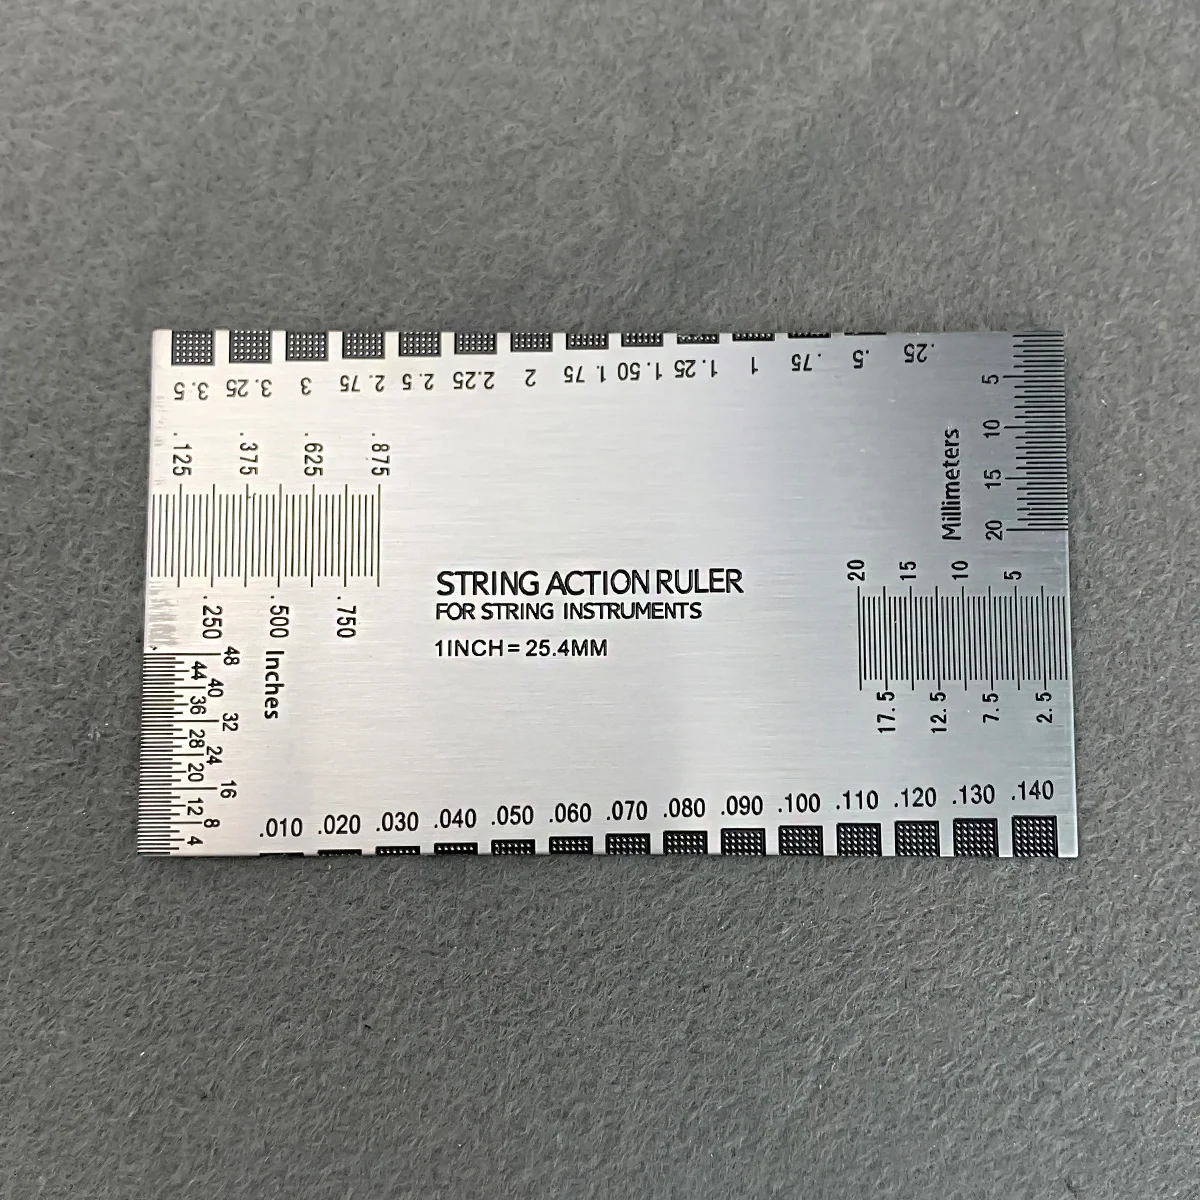 3.5 3.25 3 2.75 2.5 2.25 2 1.75 1.50 1.25 1 .75 .5 .25
.125 .375 .625 .875
.250 .500 .750
Inches
48 40 32 24 16 8
44 36 28 20 12 4
STRING ACTION RULER
FOR STRING INSTRUMENTS
1INCH=25.4MM
5 10 15 20
Millimeters
20 15 10 5
17.5 12.5 7.5 2.5
.010 .020 .030 .040 .050 .060 .070 .080 .090 .100 .110 .120 .130 .140